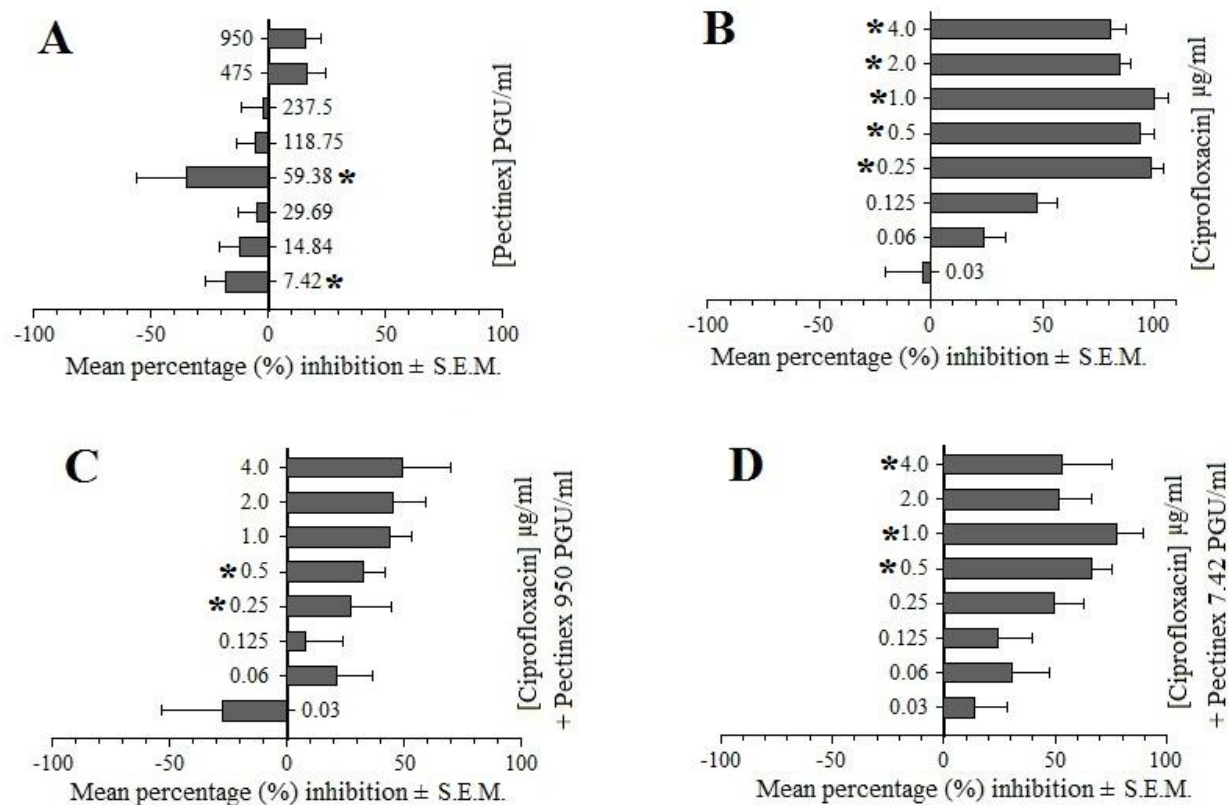 A
950
475
237.5
118.75
59.38 *
29.69
14.84
7.42 *
[Pectinex] PGU/ml
-100 -50 0 50 100
Mean percentage (%) inhibition ± S.E.M.
B
* 4.0
* 2.0
* 1.0
* 0.5
* 0.25
0.125
0.06
0.03
[Ciprofloxacin] µg/ml
-100 -50 0 50 100
Mean percentage (%) inhibition ± S.E.M.
C
4.0
2.0
1.0
* 0.5
* 0.25
0.125
0.06
0.03
[Ciprofloxacin] µg/ml
+ Pectinex 950 PGU/ml
-100 -50 0 50 100
Mean percentage (%) inhibition ± S.E.M.
D
* 4.0
2.0
* 1.0
* 0.5
0.25
0.125
0.06
0.03
[Ciprofloxacin] µg/ml
+ Pectinex 7.42 PGU/ml
-100 -50 0 50 100
Mean percentage (%) inhibition ± S.E.M.